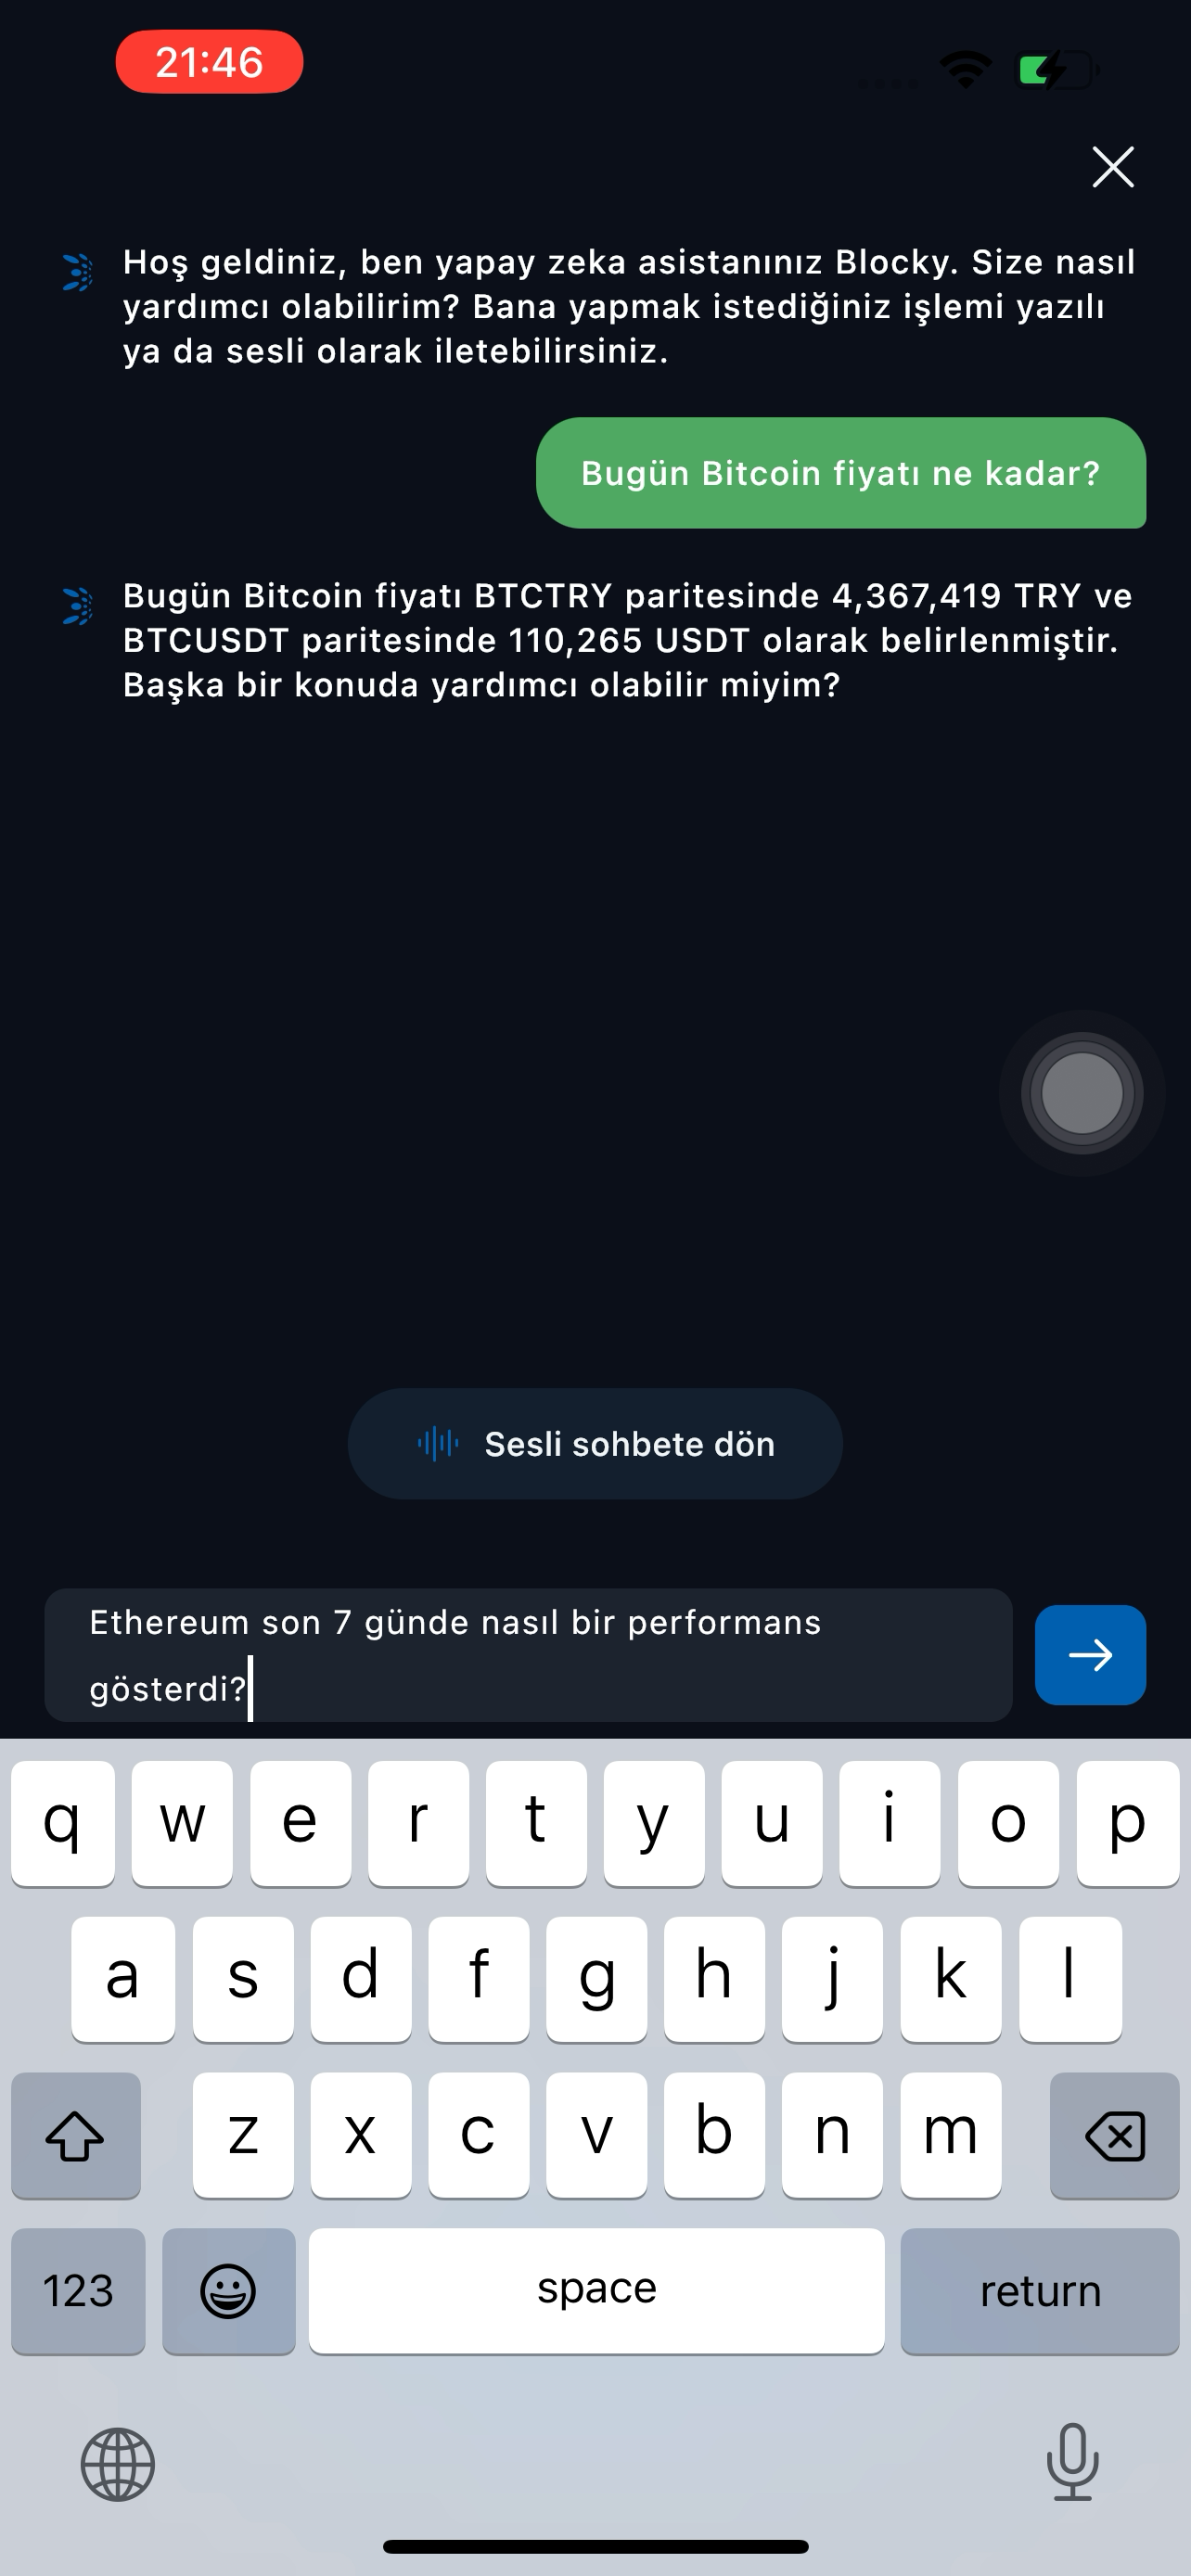 21:46
Hoş geldiniz, ben yapay zeka asistanınız Blocky. Size nasıl
yardımcı olabilirim? Bana yapmak istediğiniz işlemi yazılı
ya da sesli olarak iletebilirsiniz.
Bugün Bitcoin fiyatı ne kadar?
Bugün Bitcoin fiyatı BTCTRY paritesinde 4,367,419 TRY ve
BTCUSDT paritesinde 110,265 USDT olarak belirlenmiştir.
Başka bir konuda yardımcı olabilir miyim?
Sesli sohbete dön
Ethereum son 7 günde nasıl bir performans
gösterdi?
q w e r t y u i o p
a s d f g h j k l
z x c v b n m
123 space return